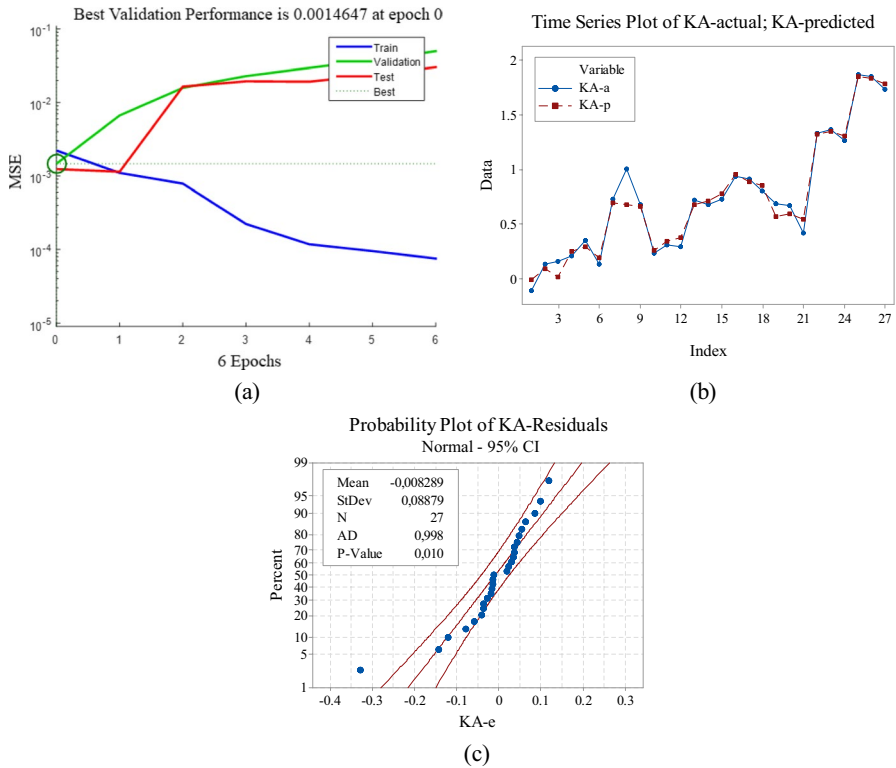 Best Validation Performance is 0.0014647 at epoch 0
MSE
10-1
10-2
10-3
10-4
10-5
0 1 2 3 4 5 6
6 Epochs
Train
Validation
Test
Best
(a)
Time Series Plot of KA-actual; KA-predicted
Data
2
1.5
1
0.5
0
Variable
KA-a
KA-p
3 6 9 12 15 18 21 24 27
Index
(b)
Probability Plot of KA-Residuals
Normal - 95% CI
Percent
99
95
90
80
70
60
50
40
30
20
10
5
1
Mean -0,008289
StDev 0,08879
N 27
AD 0,998
P-Value 0,010
-0.4 -0.3 -0.2 -0.1 0 0.1 0.2 0.3
KA-e
(c)